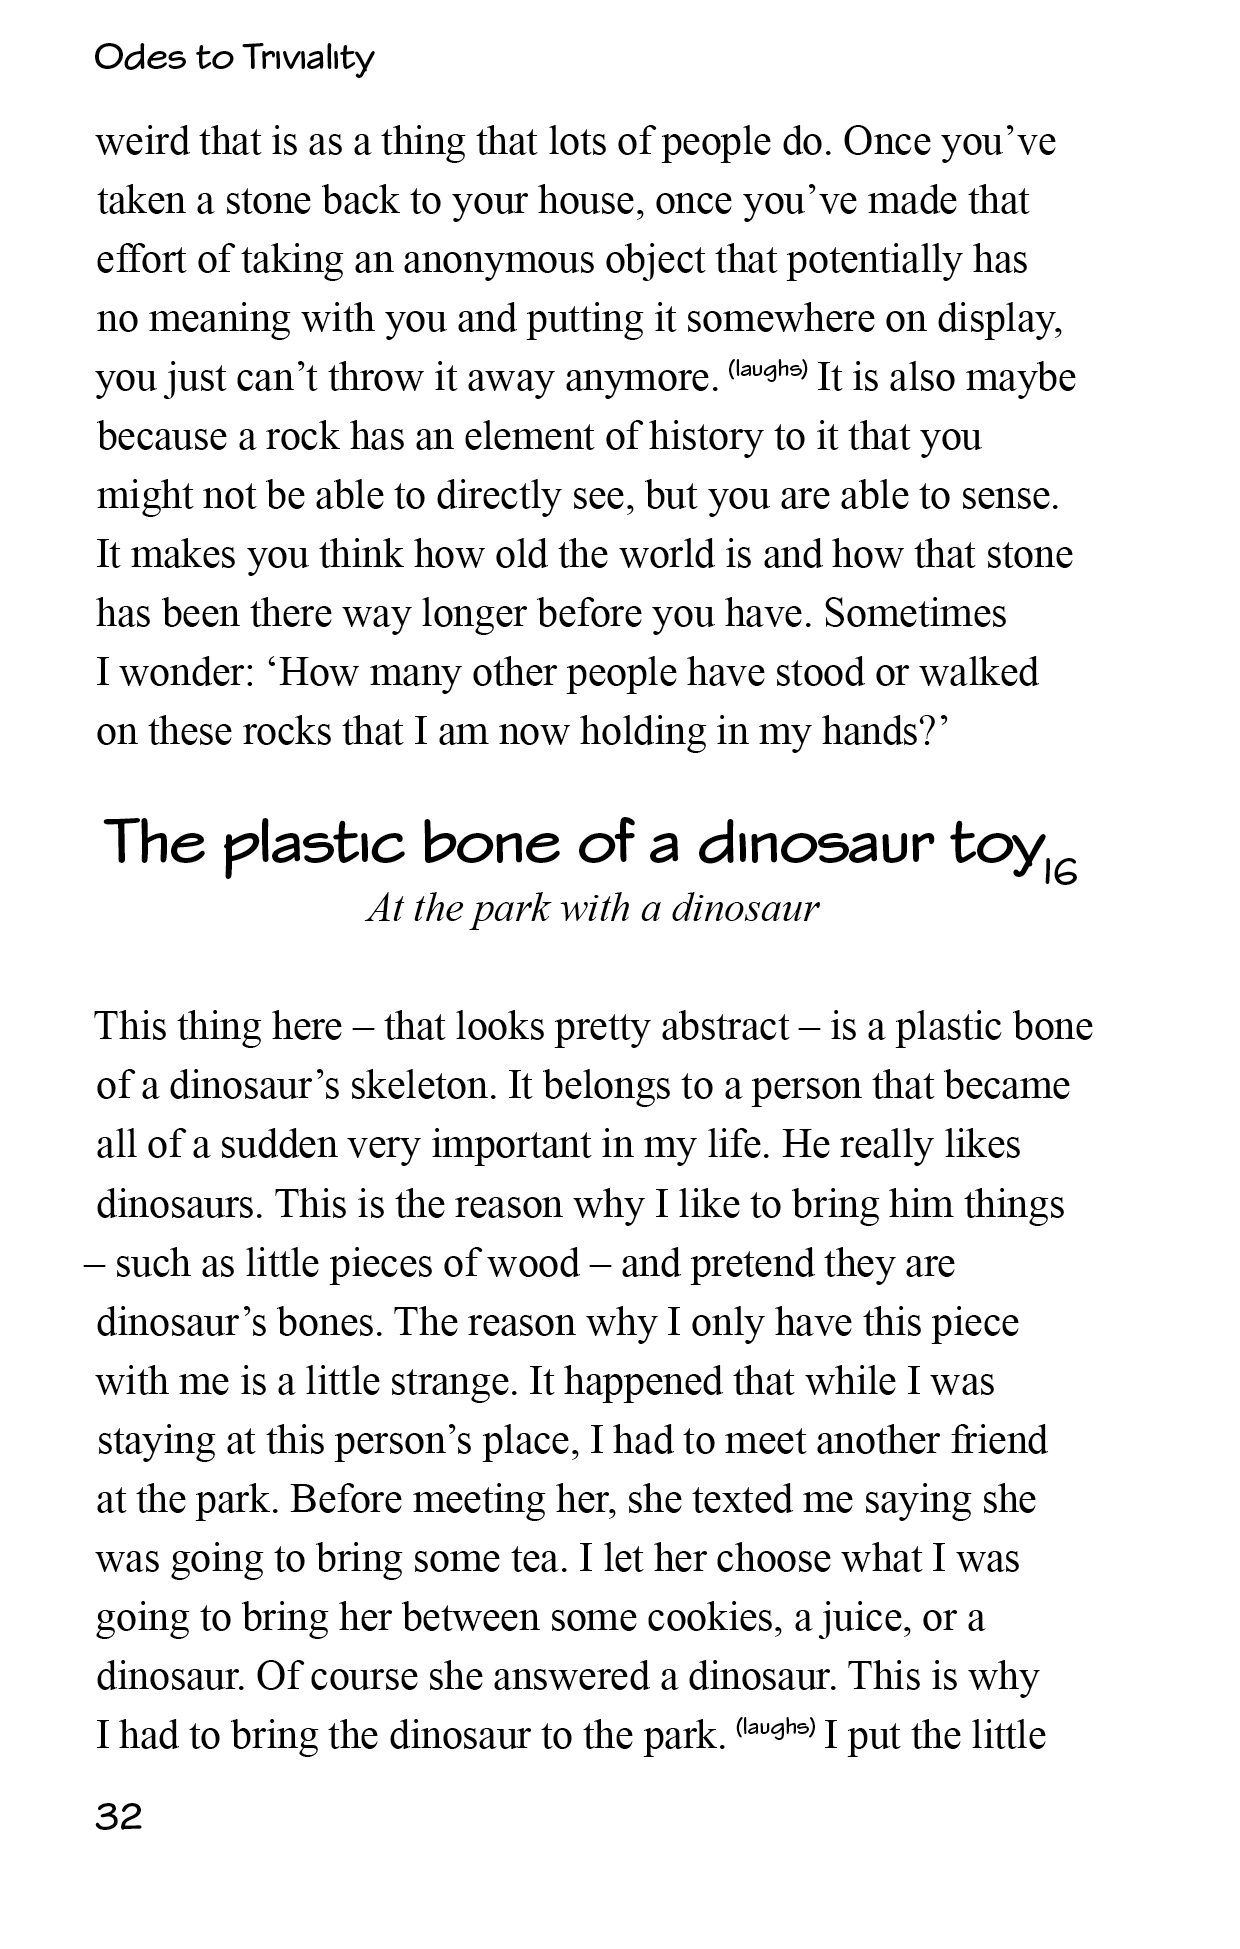 Odes to Triviality
weird that is as a thing that lots of people do. Once you’ve
taken a stone back to your house, once you’ve made that
effort of taking an anonymous object that potentially has
no meaning with you and putting it somewhere on display,
you just can’t throw it away anymore. (laughs) It is also maybe
because a rock has an element of history to it that you
might not be able to directly see, but you are able to sense.
It makes you think how old the world is and how that stone
has been there way longer before you have. Sometimes
I wonder: ‘How many other people have stood or walked
on these rocks that I am now holding in my hands?’
The plastic bone of a dinosaur toy16
At the park with a dinosaur
This thing here – that looks pretty abstract – is a plastic bone
of a dinosaur’s skeleton. It belongs to a person that became
all of a sudden very important in my life. He really likes
dinosaurs. This is the reason why I like to bring him things
– such as little pieces of wood – and pretend they are
dinosaur’s bones. The reason why I only have this piece
with me is a little strange. It happened that while I was
staying at this person’s place, I had to meet another friend
at the park. Before meeting her, she texted me saying she
was going to bring some tea. I let her choose what I was
going to bring her between some cookies, a juice, or a
dinosaur. Of course she answered a dinosaur. This is why
I had to bring the dinosaur to the park. (laughs) I put the little
32